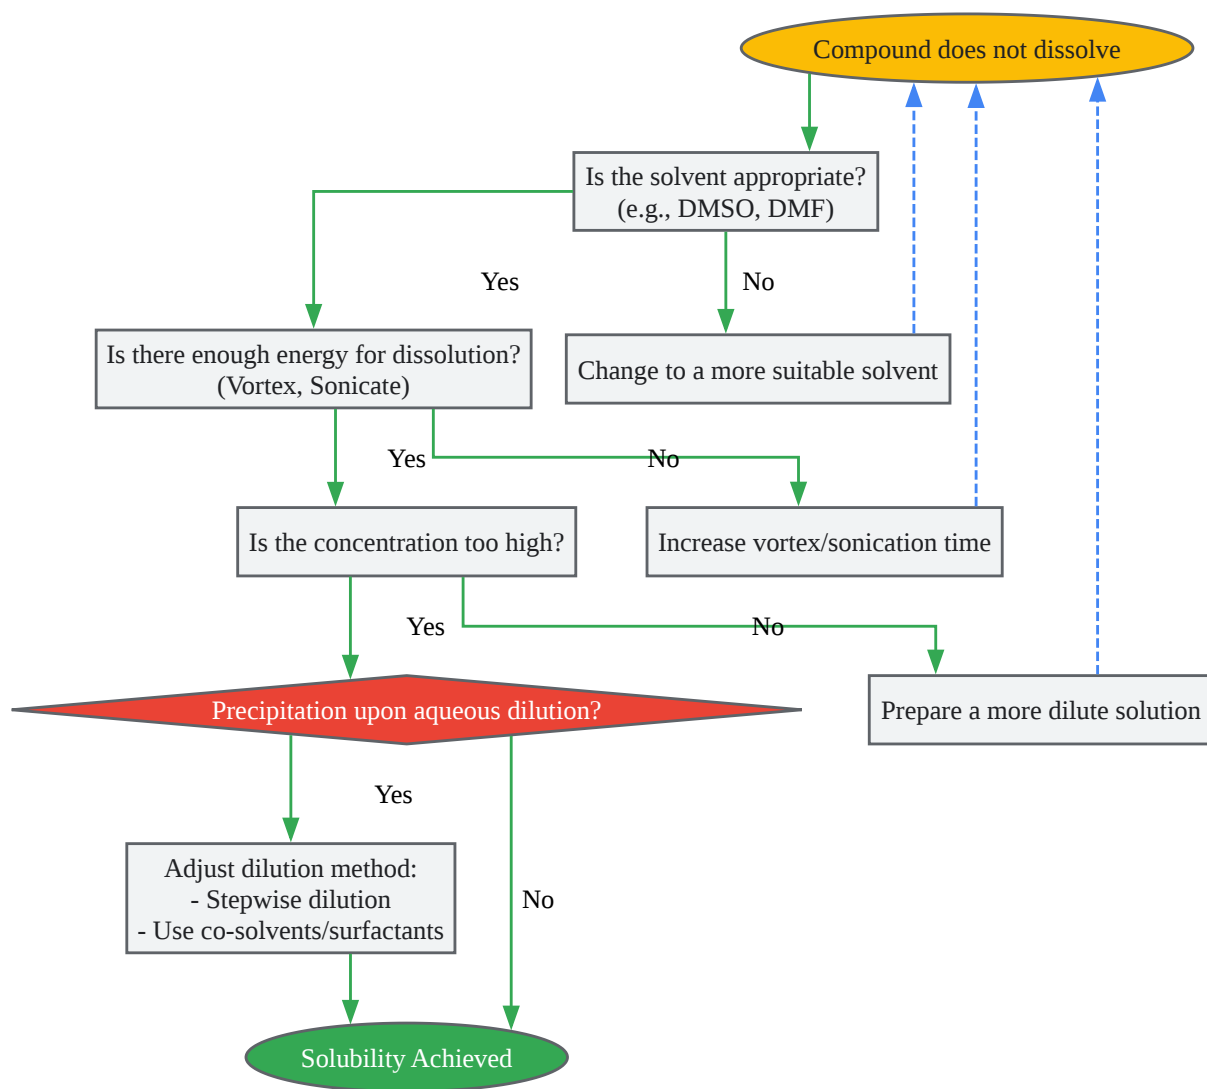 Compound does not dissolve
Is the solvent appropriate?
(e.g., DMSO, DMF)
Yes
No
Is there enough energy for dissolution?
(Vortex, Sonicate)
Change to a more suitable solvent
Yes
No
Is the concentration too high?
Increase vortex/sonication time
Yes
No
Precipitation upon aqueous dilution?
Prepare a more dilute solution
Yes
Adjust dilution method:
- Stepwise dilution
- Use co-solvents/surfactants
No
Solubility Achieved